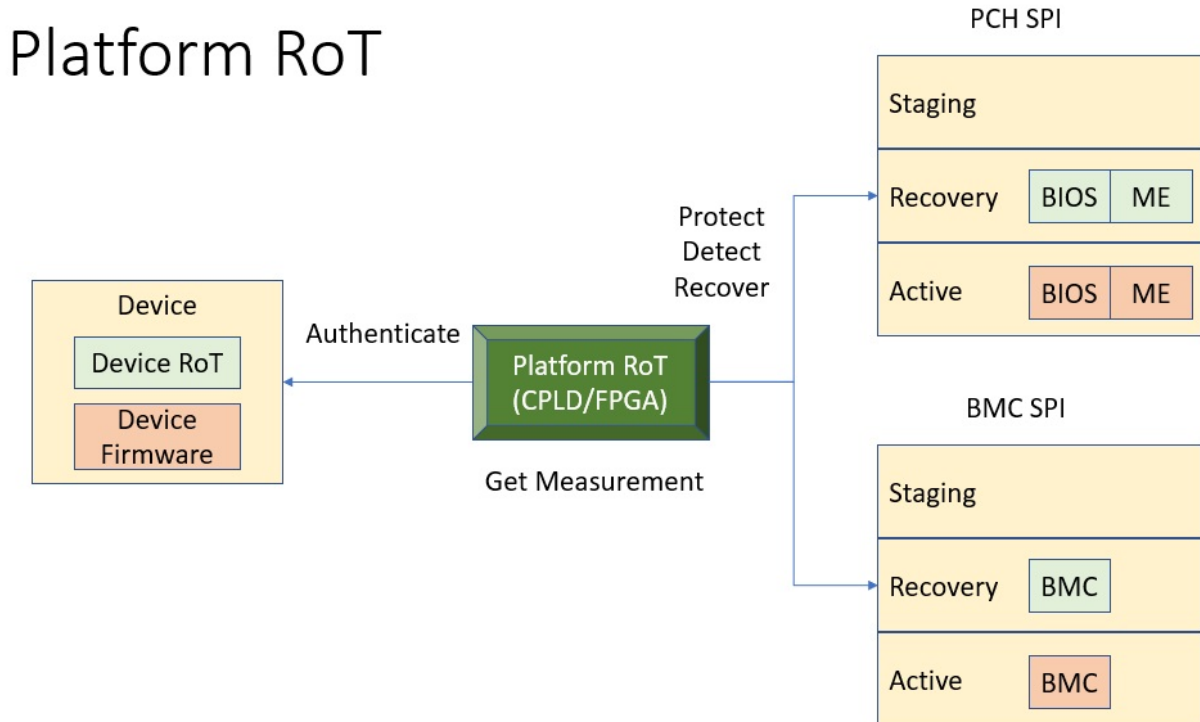 Platform RoT
Device
Device RoT
Device
Firmware
Authenticate
Platform RoT
(CPLD/FPGA)
Get Measurement
Protect
Detect
Recover
PCH SPI
Staging
Recovery BIOS ME
Active BIOS ME
BMC SPI
Staging
Recovery BMC
Active BMC